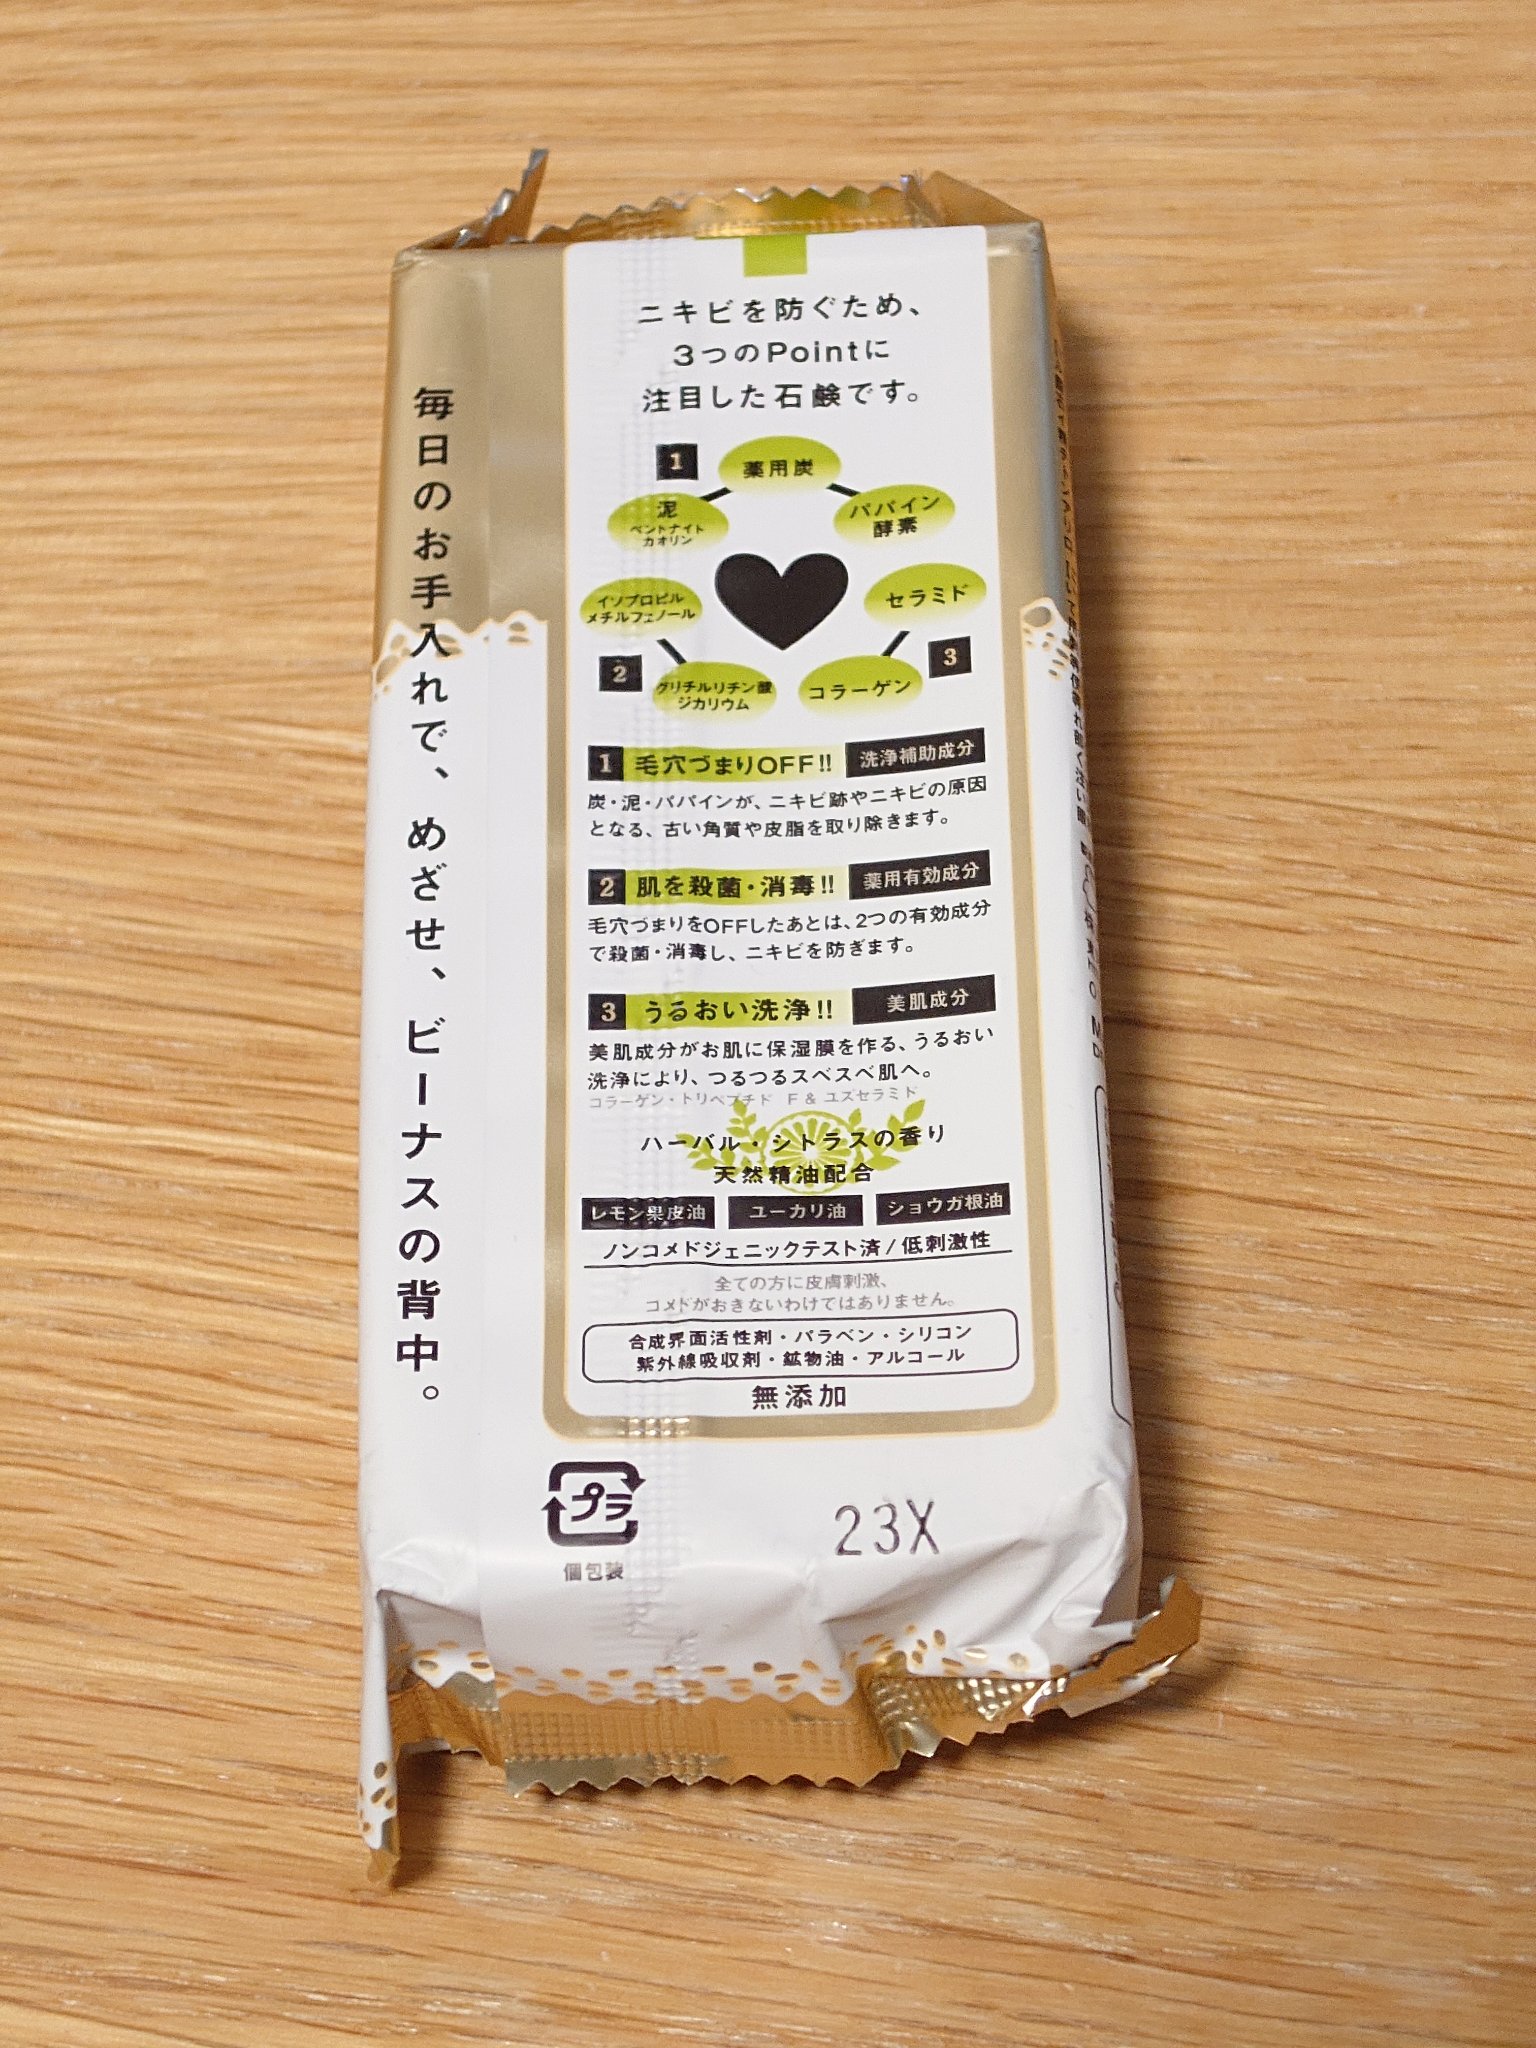 毎日のお手入れで、めざせ、ビーナスの背中。
ニキビを防ぐため、
3つのPointに
注目した石鹸です。
1
薬用炭
泥
ベントナイト
カオリン
パパイン
酵素
イソプロピル
メチルフェノール
セラミド
2
グリチルリチン酸
ジカリウム
コラーゲン
3
1 毛穴づまりOFF!! 洗浄補助成分
炭・泥・パパインが、ニキビ跡やニキビの原因
となる、古い角質や皮脂を取り除きます。
2 肌を殺菌・消毒!! 薬用有効成分
毛穴づまりをOFFしたあとは、2つの有効成分
で殺菌・消毒し、ニキビを防ぎます。
3 うるおい洗浄!! 美肌成分
美肌成分がお肌に保湿膜を作る、うるおい
洗浄により、つるつるスベスベ肌へ。
コラーゲン・トリペプチド F & ユズセラミド
ハーバル・シトラスの香り
天然精油配合
レモン果皮油 ユーカリ油 ショウガ根油
ノンコメドジェニックテスト済/低刺激性
全ての方に皮膚刺激、
コメドがおきないわけではありません。
合成界面活性剤・パラベン・シリコン
紫外線吸収剤・鉱物油・アルコール
無添加
プラ
個包装
23X